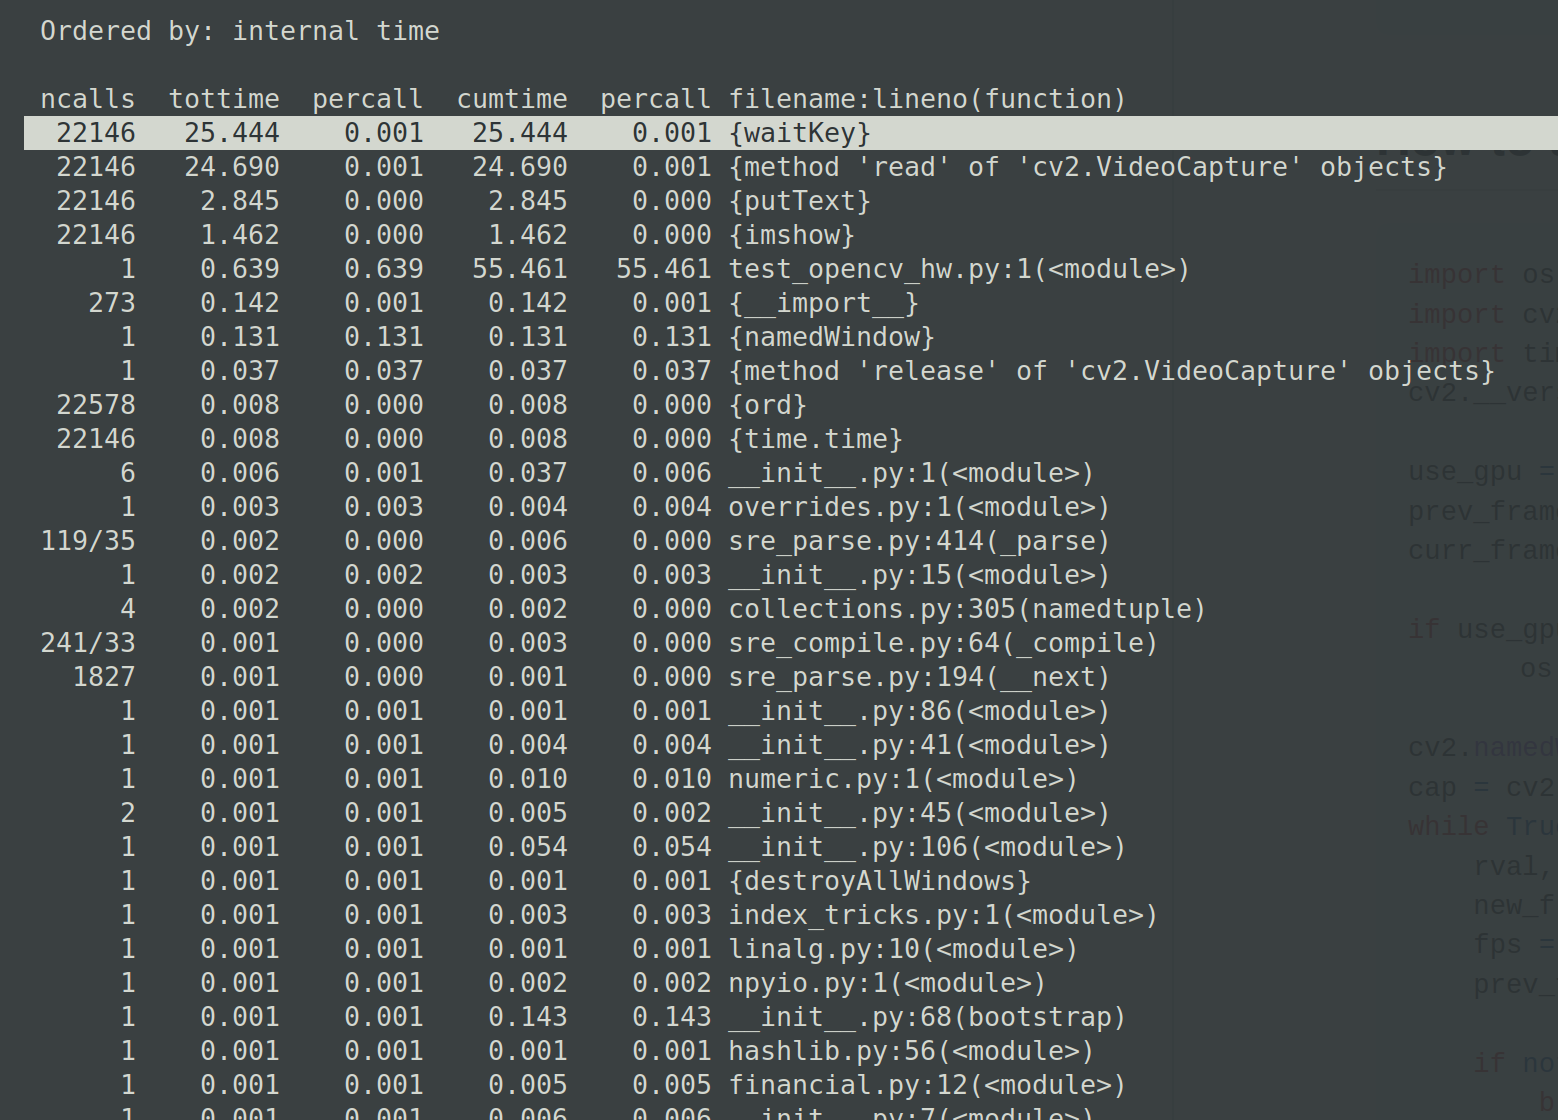 Ordered by: internal time
ncalls  tottime  percall  cumtime  percall filename:lineno(function)
22146   25.444    0.001   25.444    0.001 {waitKey}
22146   24.690    0.001   24.690    0.001 {method 'read' of 'cv2.VideoCapture' objects}
22146    2.845    0.000    2.845    0.000 {putText}
22146    1.462    0.000    1.462    0.000 {imshow}
1    0.639    0.639   55.461   55.461 test_opencv_hw.py:1(<module>)
273    0.142    0.001    0.142    0.001 {__import__}
1    0.131    0.131    0.131    0.131 {namedWindow}
1    0.037    0.037    0.037    0.037 {method 'release' of 'cv2.VideoCapture' objects}
22578    0.008    0.000    0.008    0.000 {ord}
22146    0.008    0.000    0.008    0.000 {time.time}
6    0.006    0.001    0.037    0.006 __init__.py:1(<module>)
1    0.003    0.003    0.004    0.004 overrides.py:1(<module>)
119/35    0.002    0.000    0.006    0.000 sre_parse.py:414(_parse)
1    0.002    0.002    0.003    0.003 __init__.py:15(<module>)
4    0.002    0.000    0.002    0.000 collections.py:305(namedtuple)
241/33    0.001    0.000    0.003    0.000 sre_compile.py:64(_compile)
1827    0.001    0.000    0.001    0.000 sre_parse.py:194(__next)
1    0.001    0.001    0.001    0.001 __init__.py:86(<module>)
1    0.001    0.001    0.004    0.004 __init__.py:41(<module>)
1    0.001    0.001    0.010    0.010 numeric.py:1(<module>)
2    0.001    0.001    0.005    0.002 __init__.py:45(<module>)
1    0.001    0.001    0.054    0.054 __init__.py:106(<module>)
1    0.001    0.001    0.001    0.001 {destroyAllWindows}
1    0.001    0.001    0.003    0.003 index_tricks.py:1(<module>)
1    0.001    0.001    0.001    0.001 linalg.py:10(<module>)
1    0.001    0.001    0.002    0.002 npyio.py:1(<module>)
1    0.001    0.001    0.143    0.143 __init__.py:68(bootstrap)
1    0.001    0.001    0.001    0.001 hashlib.py:56(<module>)
1    0.001    0.001    0.005    0.005 financial.py:12(<module>)
1    0.001    0.001    0.006    0.006 __init__.py:7(<module>)
import os
import cv
import tim
cv2.__ver
use_gpu =
prev_fram
curr_fram
if use_gp
os
cv2.named
cap = cv2
while Tru
rval,
new_f
fps =
prev_
if no
b